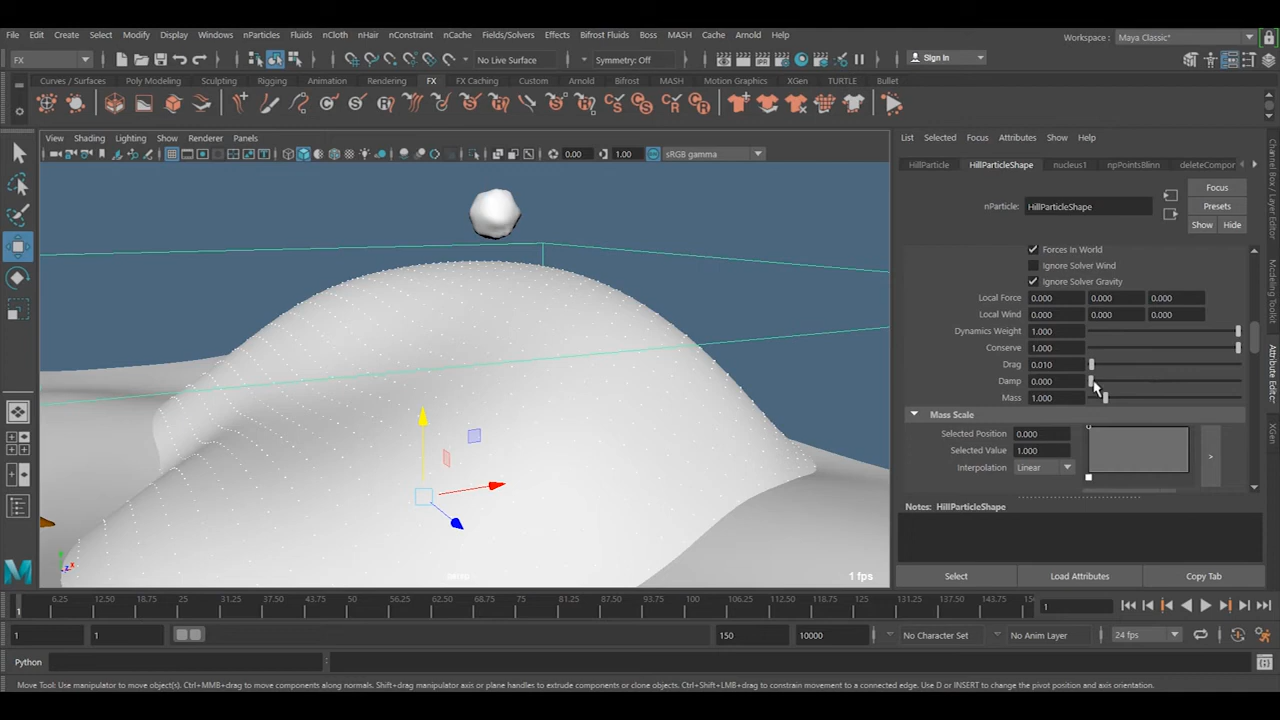 File Edit Create Select Modify Display Windows nParticles Fluids nCloth nHair nConstraint nCache Fields/Solvers Effects Bifrost Fluids Boss MASH Cache Arnold Help
Workspace : Maya Classic*
FX No Live Surface Symmetry: Off Sign In
Curves / Surfaces Poly Modeling Sculpting Rigging Animation Rendering FX FX Caching Custom Arnold Bifrost MASH Motion Graphics XGen TURTLE Bullet
View Shading Lighting Show Renderer Panels
0.00 1.00 sRGB gamma
List Selected Focus Attributes Show Help
HillParticle HillParticleShape nucleus1 npPointsBlinn deleteCompor
nParticle: HillParticleShape
Focus
Presets
Show Hide
Forces In World
Ignore Solver Wind
Ignore Solver Gravity
Local Force 0.000 0.000 0.000
Local Wind 0.000 0.000 0.000
Dynamics Weight 1.000
Conserve 1.000
Drag 0.010
Damp 0.000
Mass 1.000
Mass Scale
Selected Position 0.000
Selected Value 1.000
Interpolation Linear
>
Notes: HillParticleShape
Select Load Attributes Copy Tab
Channel Box / Layer Editor
Modeling Toolkit
Attribute Editor
XGen
1 fps
1 6.25 12.50 18.75 25 31.25 37.50 43.75 50 56.25 62.50 68.75 75 81.25 87.50 93.75 100 106.25 112.50 118.75 125 131.25 137.50 143.75 15
1
1 1 150 10000 No Character Set No Anim Layer 24 fps
Python
Move Tool: Use manipulator to move object(s). Ctrl+MMB+drag to move components along normals. Shift+drag manipulator axis or plane handles to extrude components or clone objects. Ctrl+Shift+LMB+drag to constrain movement to a connected edge. Use D or INSERT to change the pivot position and axis orientation.